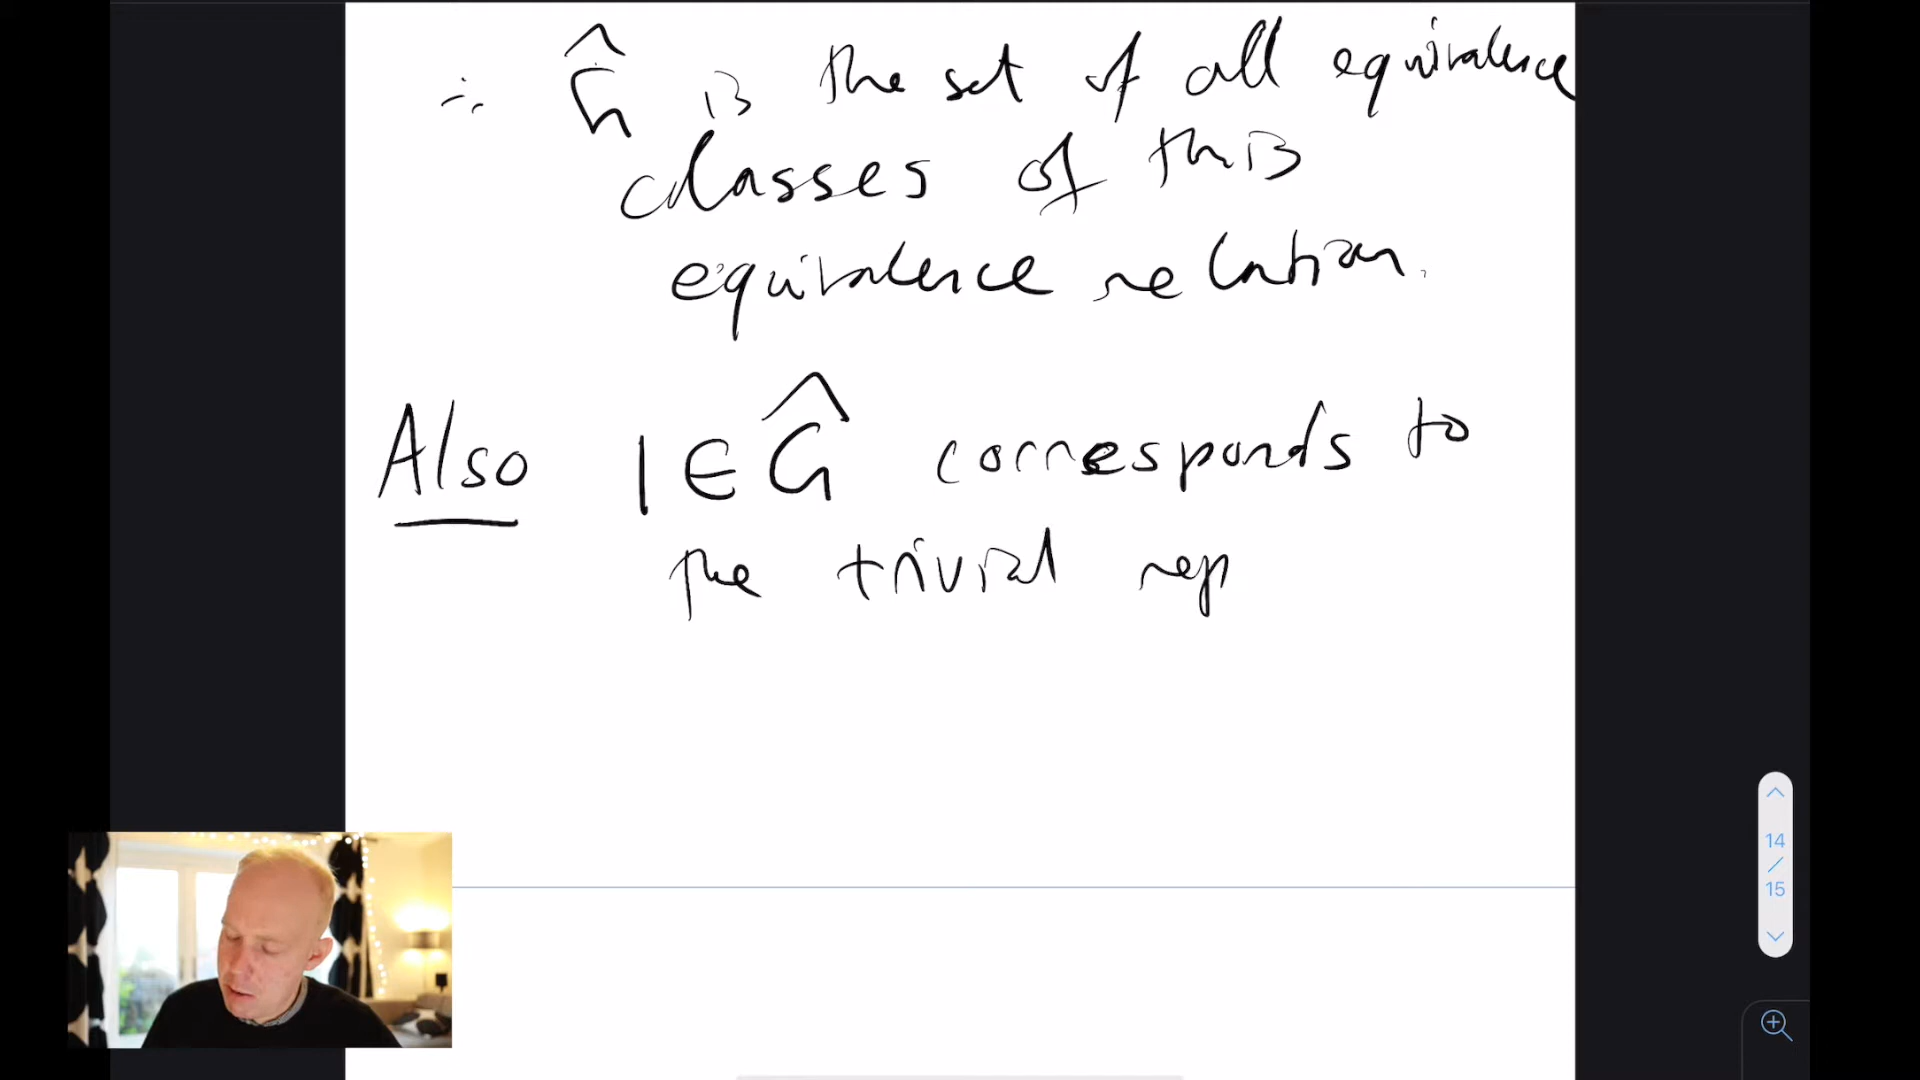 ∴ Ĝ is the set of all equivalence
classes of this
equivalence relation.
Also 1 ∈ Ĝ corresponds to
the trivial rep
14
/
15